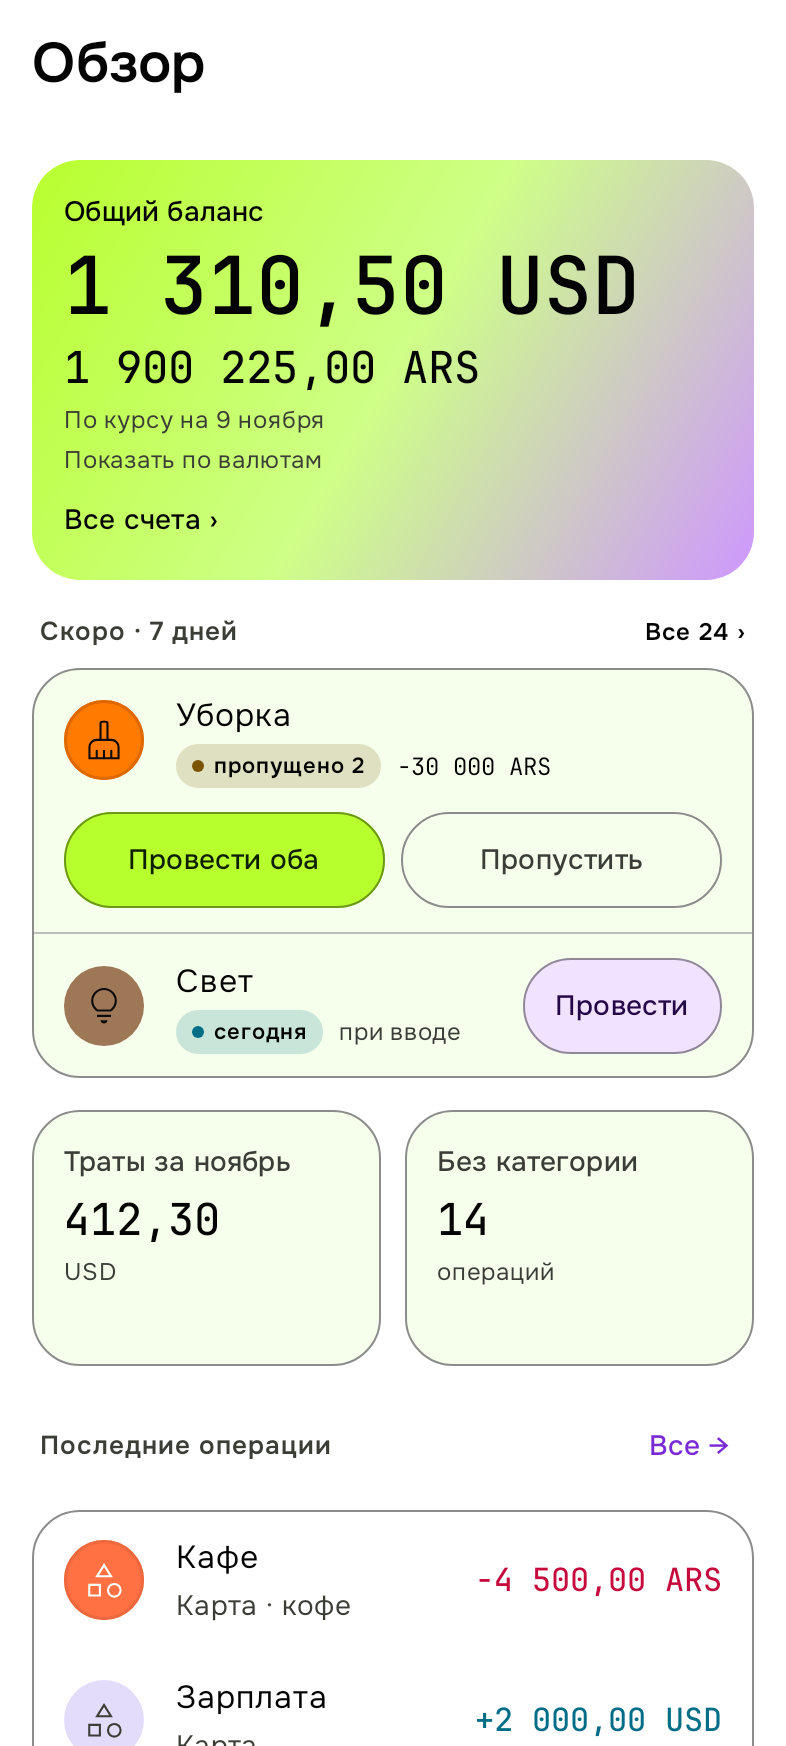 Обзор
Общий баланс
1 310,50 USD
1 900 225,00 ARS
По курсу на 9 ноября
Показать по валютам
Все счета ›
Скоро · 7 дней
Все 24 ›
Уборка
пропущено 2 -30 000 ARS
Провести оба
Пропустить
Свет
сегодня при вводе
Провести
Траты за ноябрь
412,30
USD
Без категории
14
операций
Последние операции
Все →
Кафе
Карта · кофе
-4 500,00 ARS
Зарплата
Карта
+2 000,00 USD